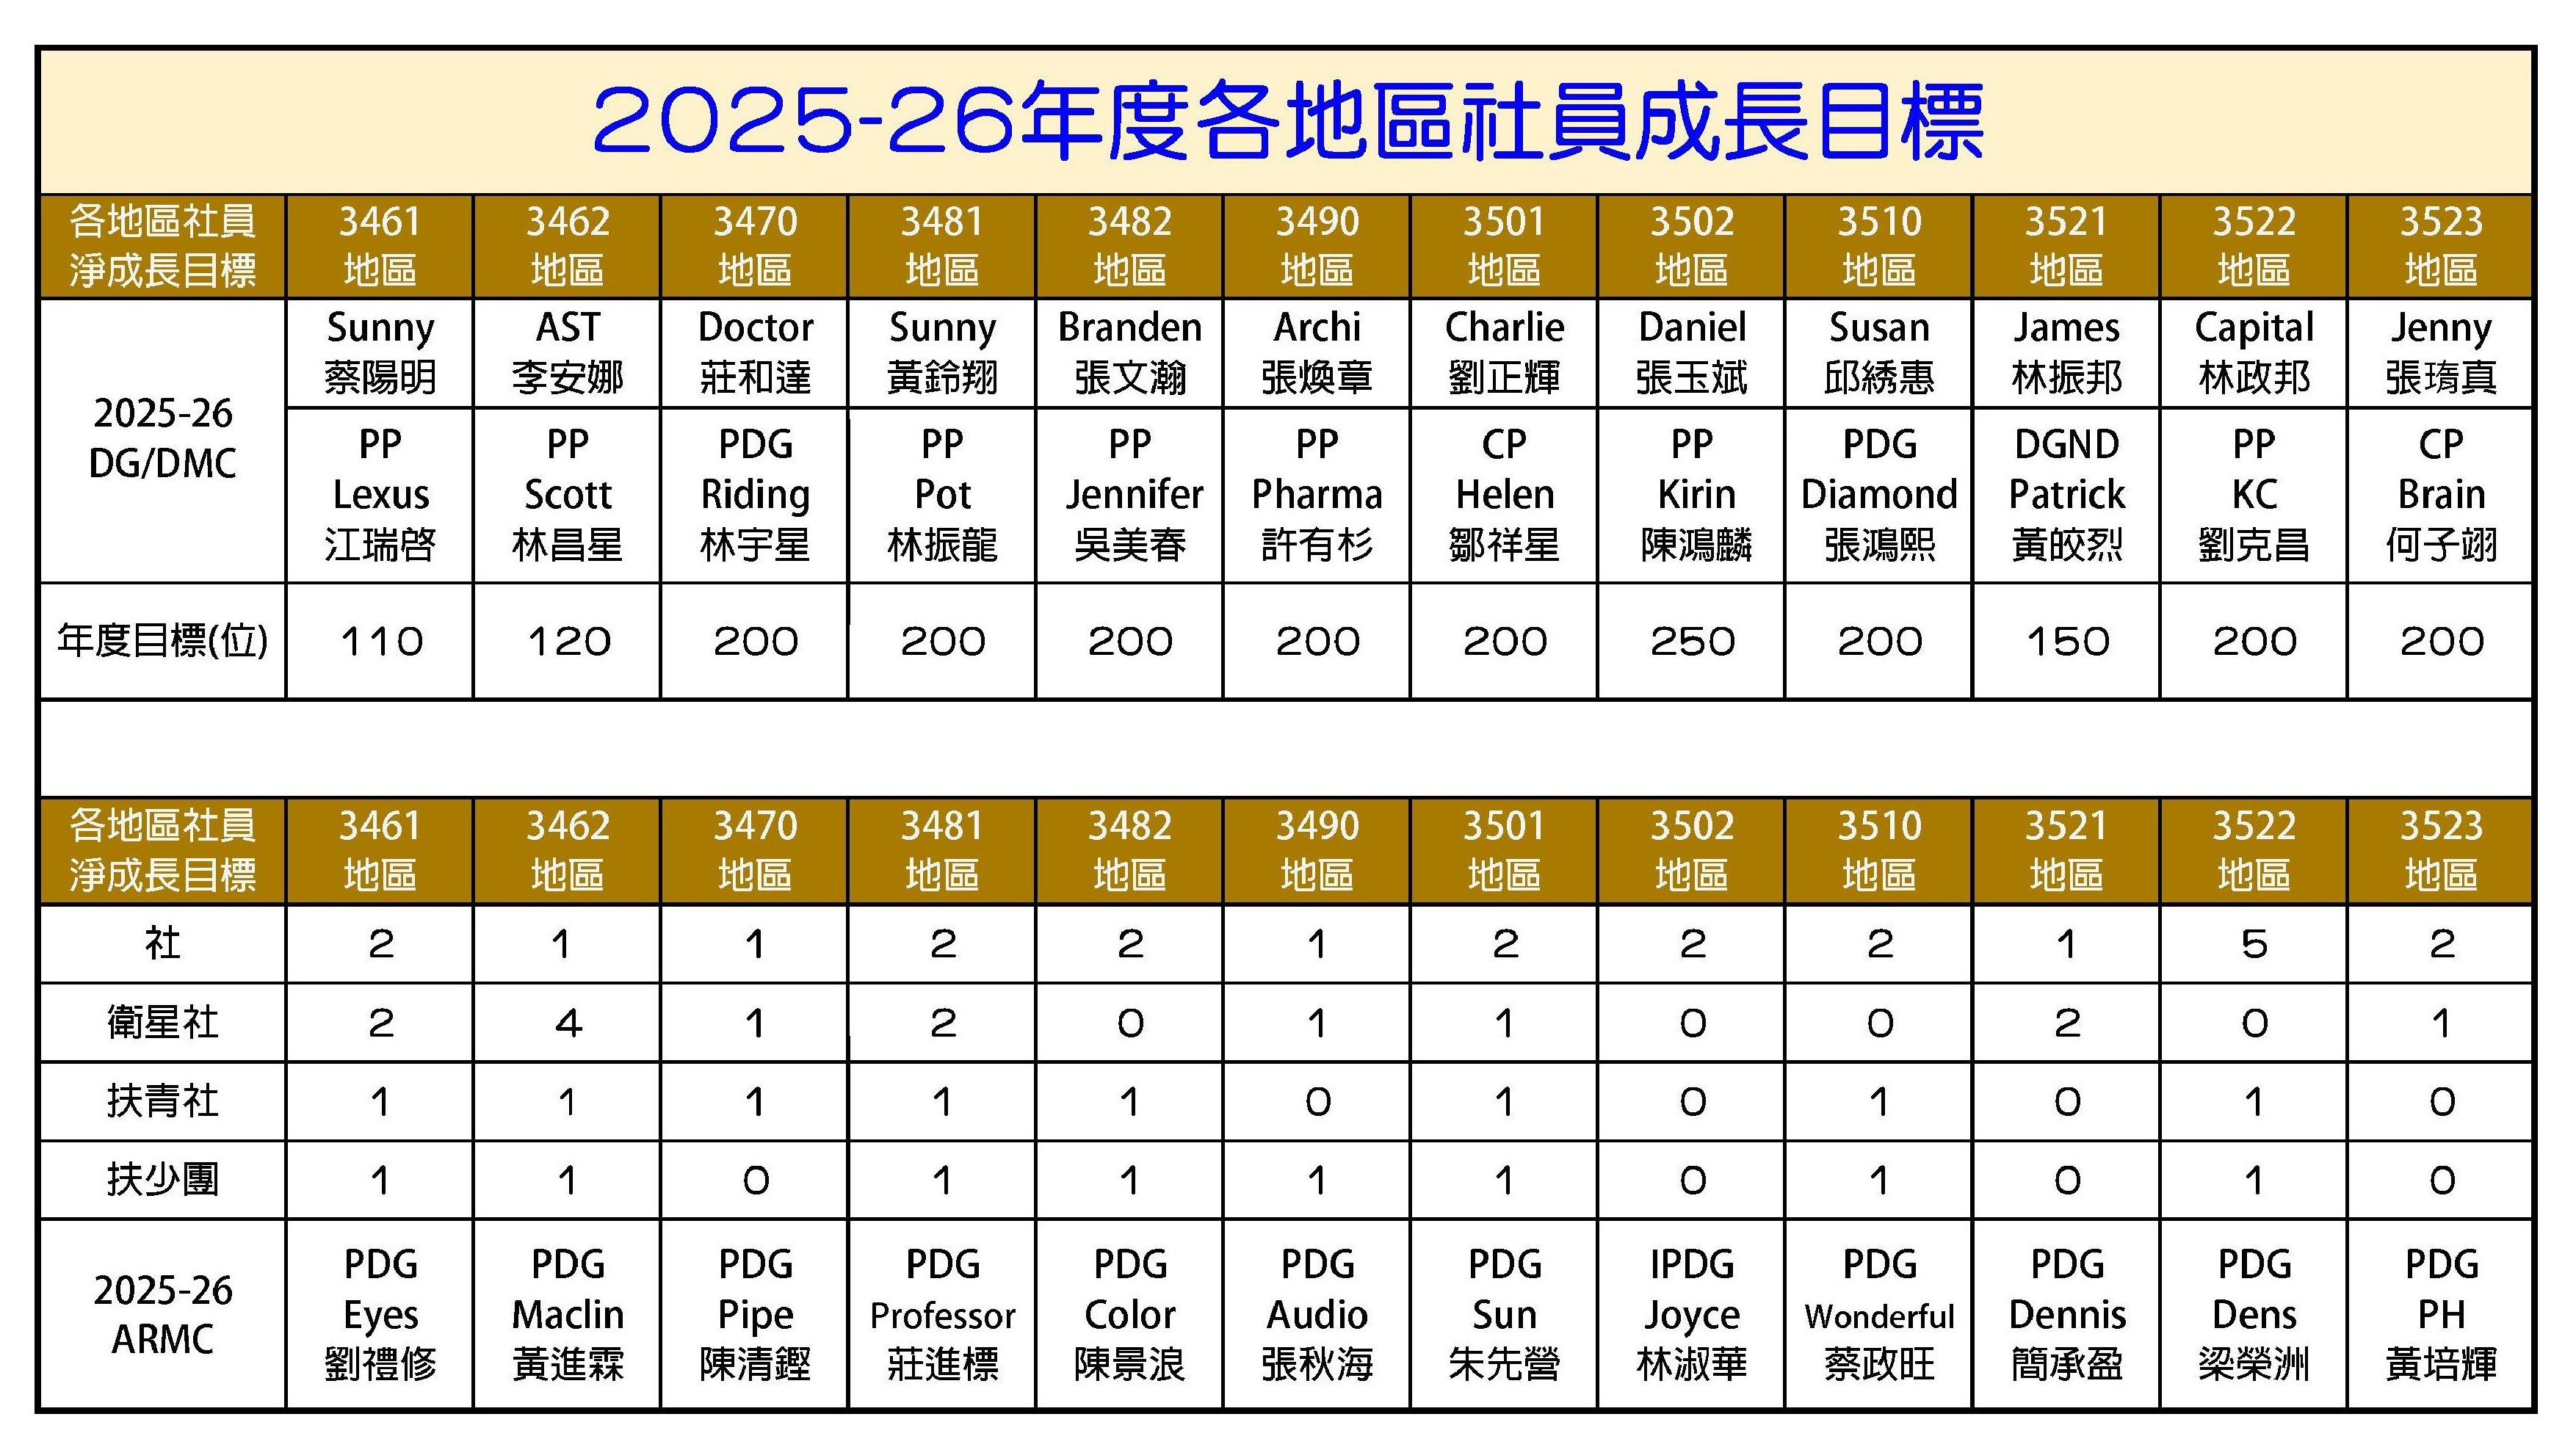 2025-26年度各地區社員成長目標
各地區社員 3461 3462 3470 3481 3482 3490 3501 3502 3510 3521 3522 3523
淨成長目標 地區 地區 地區 地區 地區 地區 地區 地區 地區 地區 地區 地區
2025-26
DG/DMC
Sunny AST Doctor Sunny Branden Archi Charlie Daniel Susan James Capital Jenny
蔡陽明 李安娜 莊和達 黃鈴翔 張文瀚 張煥章 劉正輝 張玉斌 邱綉惠 林振邦 林政邦 張瑦真
PP PP PDG PP PP PP CP PP PDG DGND PP CP
Lexus Scott Riding Pot Jennifer Pharma Helen Kirin Diamond Patrick KC Brain
江瑞啓 林昌星 林宇星 林振龍 吳美春 許有杉 鄒祥星 陳鴻麟 張鴻熙 黃皎烈 劉克昌 何子翊
年度目標(位) 110 120 200 200 200 200 200 250 200 150 200 200
各地區社員 3461 3462 3470 3481 3482 3490 3501 3502 3510 3521 3522 3523
淨成長目標 地區 地區 地區 地區 地區 地區 地區 地區 地區 地區 地區 地區
社 2 1 1 2 2 1 2 2 2 1 5 2
衛星社 2 4 1 2 0 1 1 0 0 2 0 1
扶青社 1 1 1 1 1 0 1 0 1 0 1 0
扶少團 1 1 0 1 1 1 1 0 1 0 1 0
2025-26
ARMC
PDG PDG PDG PDG PDG PDG PDG IPDG PDG PDG PDG PDG
Eyes Maclin Pipe Professor Color Audio Sun Joyce Wonderful Dennis Dens PH
劉禮修 黃進霖 陳清鏗 莊進標 陳景浪 張秋海 朱先營 林淑華 蔡政旺 簡承盈 梁榮洲 黃培輝